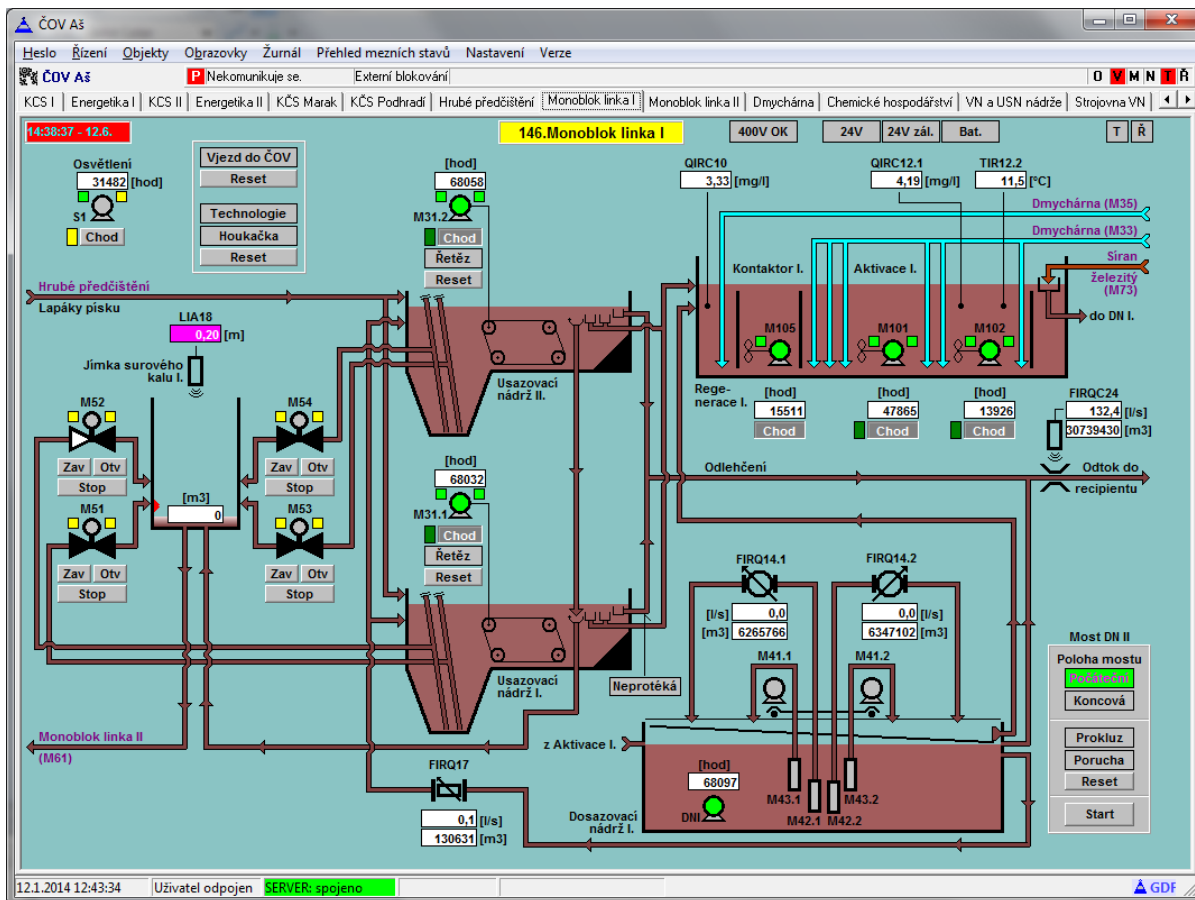 ČOV Aš
Heslo Řízení Objekty Obrazovky Žurnál Přehled mezních stavů Nastavení Verze
ČOV Aš P Nekomunikuje se. Externí blokování O V M N T Ř
KCS I Energetika I KCS II Energetika II KČS Marak KČS Podhradí Hrubé předčištění Monoblok linka I Monoblok linka II Dmychárna Chemické hospodářství VN a USN nádrže Strojovna VN
14:38:37 - 12.6. 146.Monoblok linka I 400V OK 24V 24V zál. Bat. T Ř
Osvětlení
31482 [hod]
S1
Chod
Vjezd do ČOV
Reset
Technologie
Houkačka
Reset
[hod]
68058
M31.2
Chod
Řetěz
Reset
QIRC10
3,33 [mg/l]
QIRC12.1
4,19 [mg/l]
TIR12.2
11,5 [ºC]
Dmychárna (M35)
Dmychárna (M33)
Síran
železitý
(M73)
do DN I.
Hrubé předčištění
Lapáky písku
LIA18
0,20 [m]
Jímka surového
kalu I.
Kontaktor I. Aktivace I.
M105 M101 M102
Usazovací
nádrž II.
Rege-
nerace I.
[hod]
15511
Chod
[hod]
47865
Chod
[hod]
13926
Chod
FIRQC24
132,4 [l/s]
30739430 [m3]
M52
Zav Otv
Stop
M54
Zav Otv
Stop
[m3]
0
M51
Zav Otv
Stop
M53
Zav Otv
Stop
[hod]
68032
M31.1
Chod
Řetěz
Reset
Odlehčení
Odtok do
recipientu
FIRQ14.1
[l/s] 0,0
[m3] 6265766
FIRQ14.2
0,0 [l/s]
6347102 [m3]
M41.1 M41.2
Usazovací
nádrž I.
Neprotéká
Most DN II
Poloha mostu
Počáteční
Koncová
Prokluz
Porucha
Reset
Start
Monoblok linka II
(M61)
z Aktivace I.
FIRQ17
0,1 [l/s]
130631 [m3]
[hod]
68097
DNI
M43.1 M43.2
M42.1 M42.2
Dosazovací
nádrž I.
12.1.2014 12:43:34 Uživatel odpojen SERVER: spojeno GDF